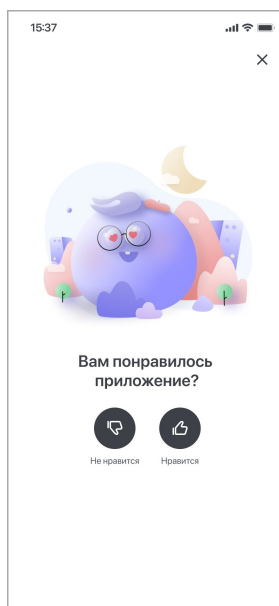 15:37
Вам понравилось
приложение?
Не нравится
Нравится